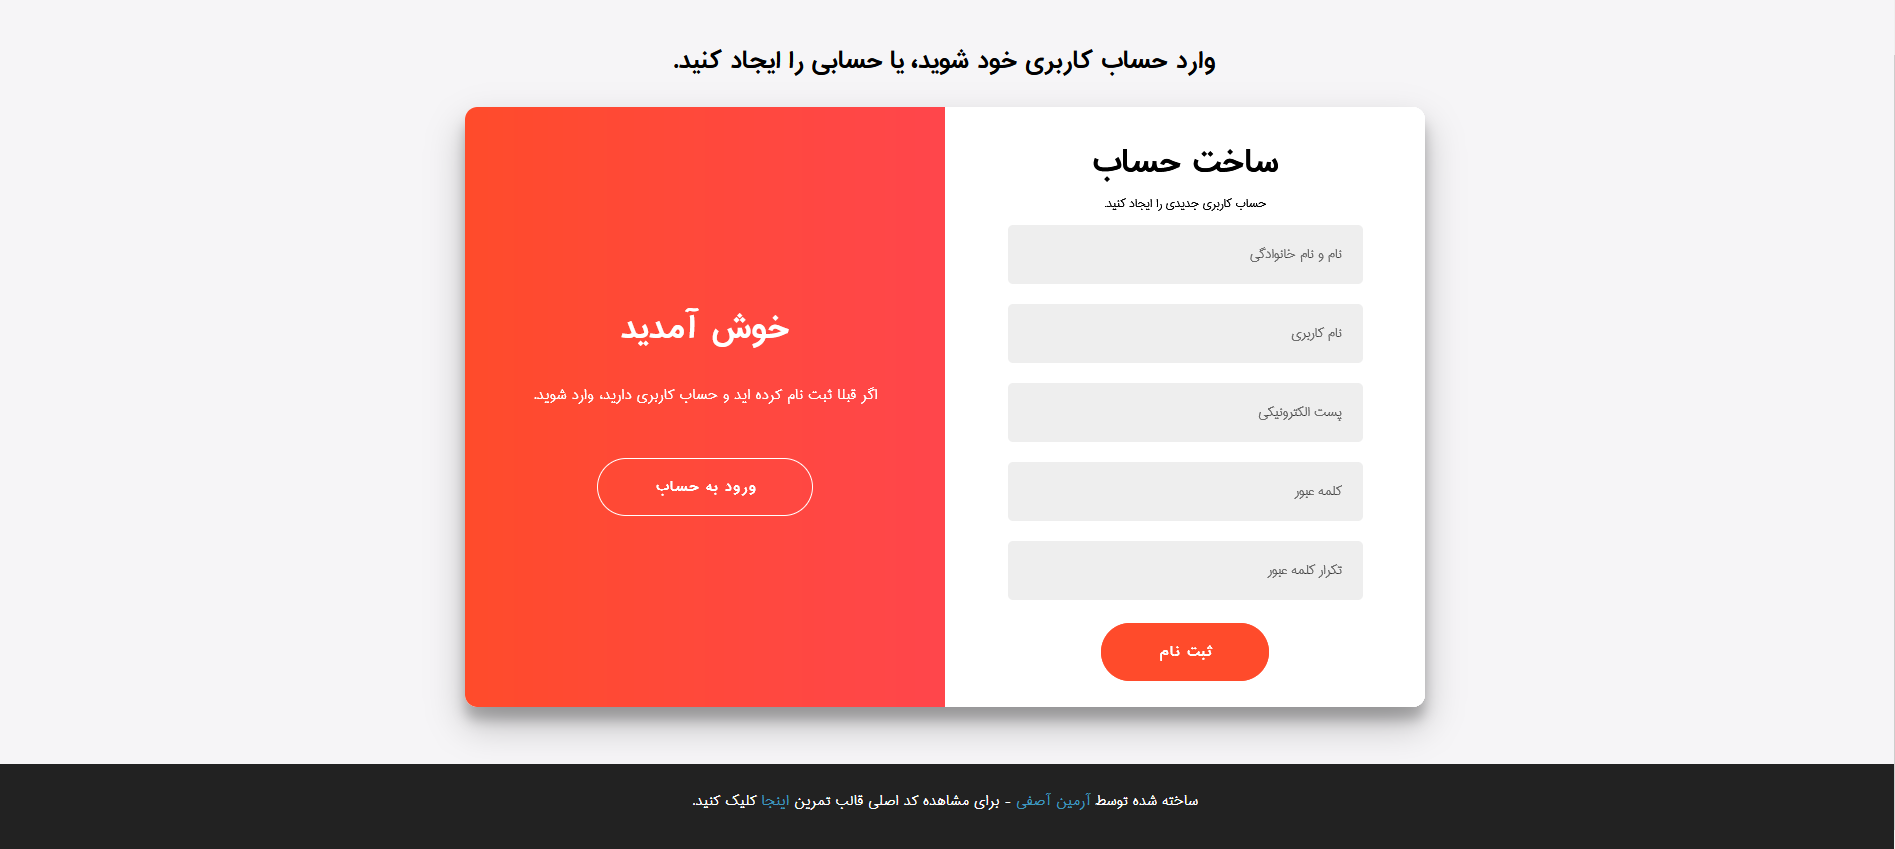 وارد حساب کاربری خود شوید، یا حسابی را ایجاد کنید.
ساخت حساب
حساب کاربری جدیدی را ایجاد کنید.
نام و نام خانوادگی
نام کاربری
پست الکترونیکی
کلمه عبور
تکرار کلمه عبور
ثبت نام
خوش آمدید
اگر قبلا ثبت نام کرده اید و حساب کاربری دارید، وارد شوید.
ورود به حساب
ساخته شده توسط آرمین آصفی - برای مشاهده کد اصلی قالب تمرین اینجا کلیک کنید.